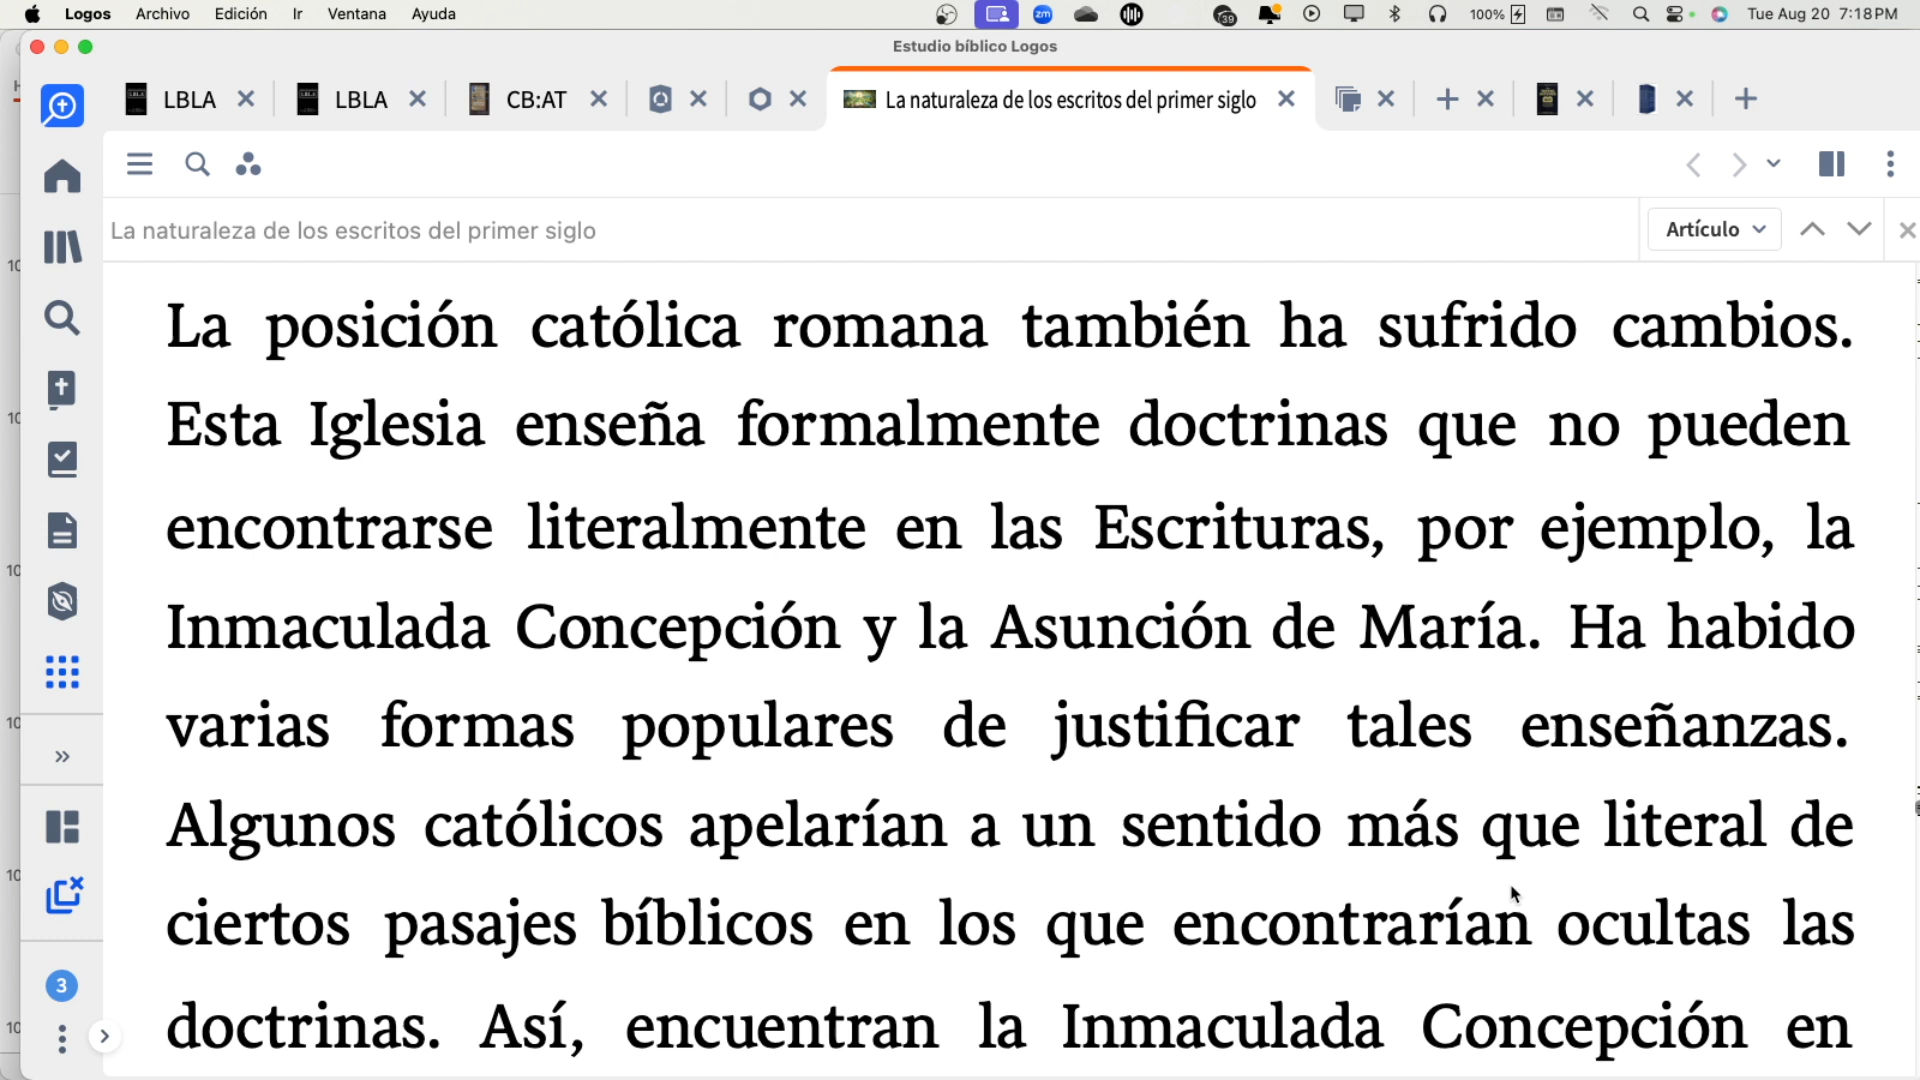 Logos Archivo Edición Ir Ventana Ayuda zm 39 100% Tue Aug 20 7:18 PM
Estudio bíblico Logos
LBLA LBLA CB:AT La naturaleza de los escritos del primer siglo
La naturaleza de los escritos del primer siglo Artículo
La posición católica romana también ha sufrido cambios.
Esta Iglesia enseña formalmente doctrinas que no pueden
encontrarse literalmente en las Escrituras, por ejemplo, la
Inmaculada Concepción y la Asunción de María. Ha habido
varias formas populares de justificar tales enseñanzas.
Algunos católicos apelarían a un sentido más que literal de
ciertos pasajes bíblicos en los que encontrarían ocultas las
3
doctrinas. Así, encuentran la Inmaculada Concepción en